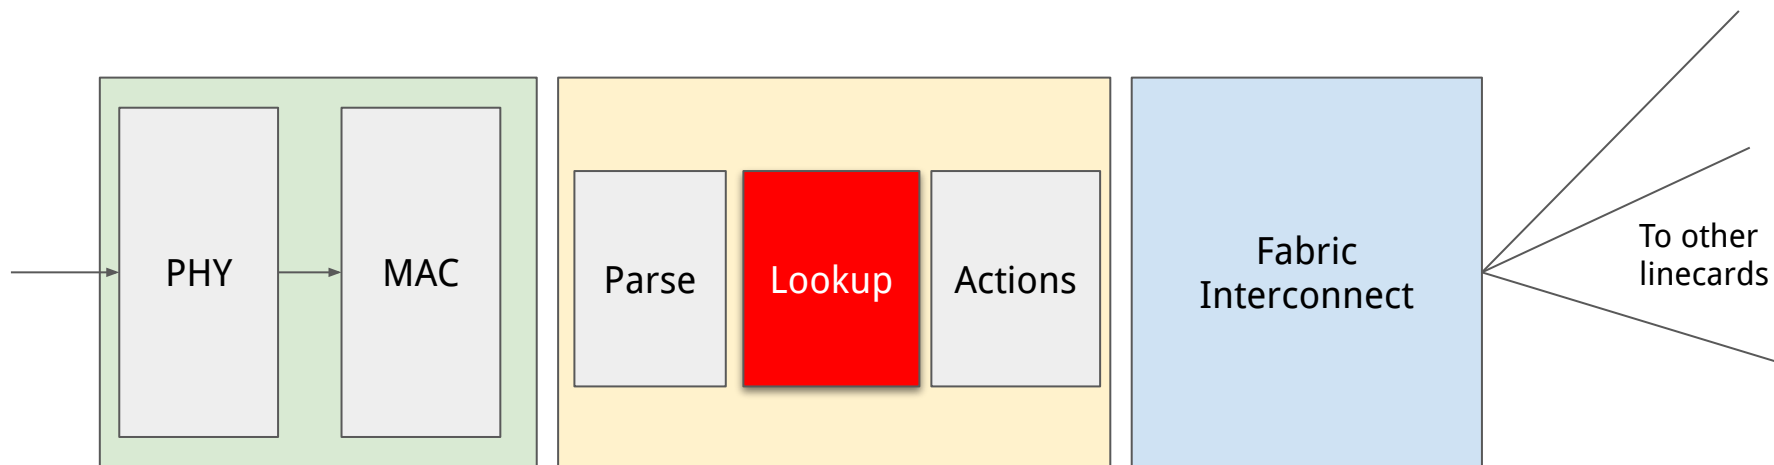 PHY
MAC
Parse
Lookup
Actions
Fabric
Interconnect
To other
linecards